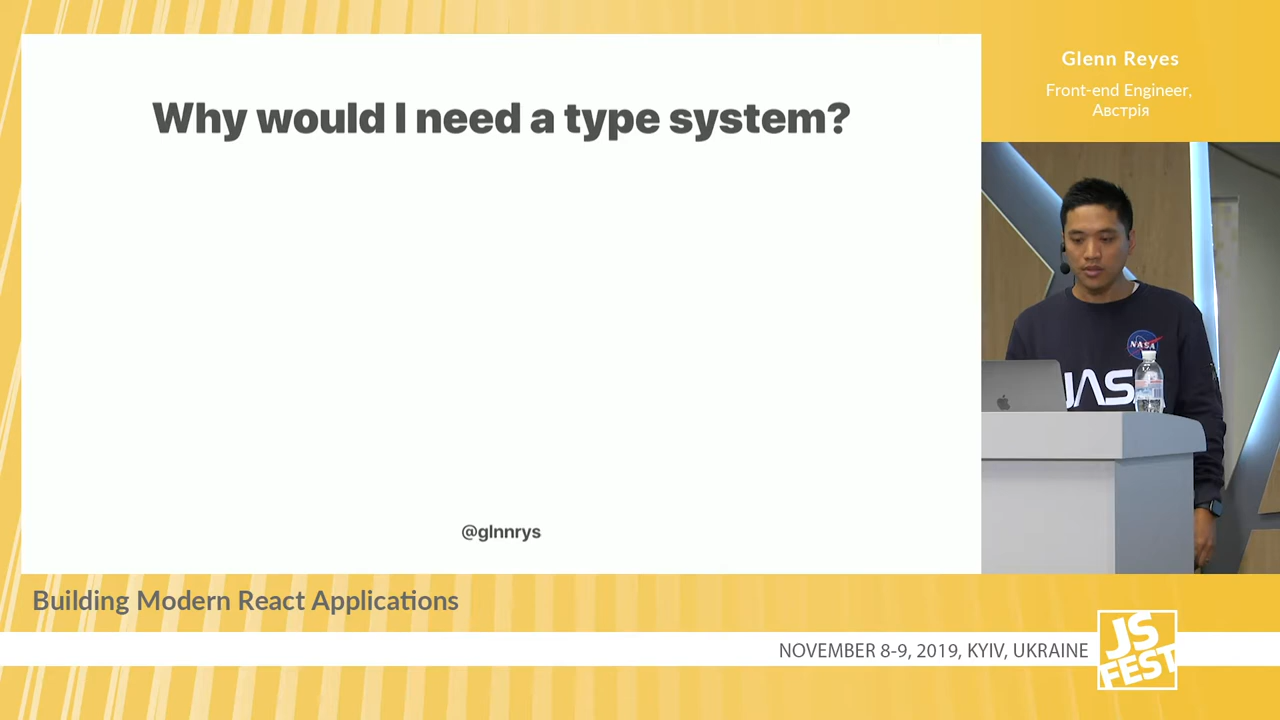 Why would I need a type system?
@glnnrys
Glenn Reyes
Front-end Engineer,
Австрія
NASA
Building Modern React Applications
NOVEMBER 8-9, 2019, KYIV, UKRAINE
JS
FEST